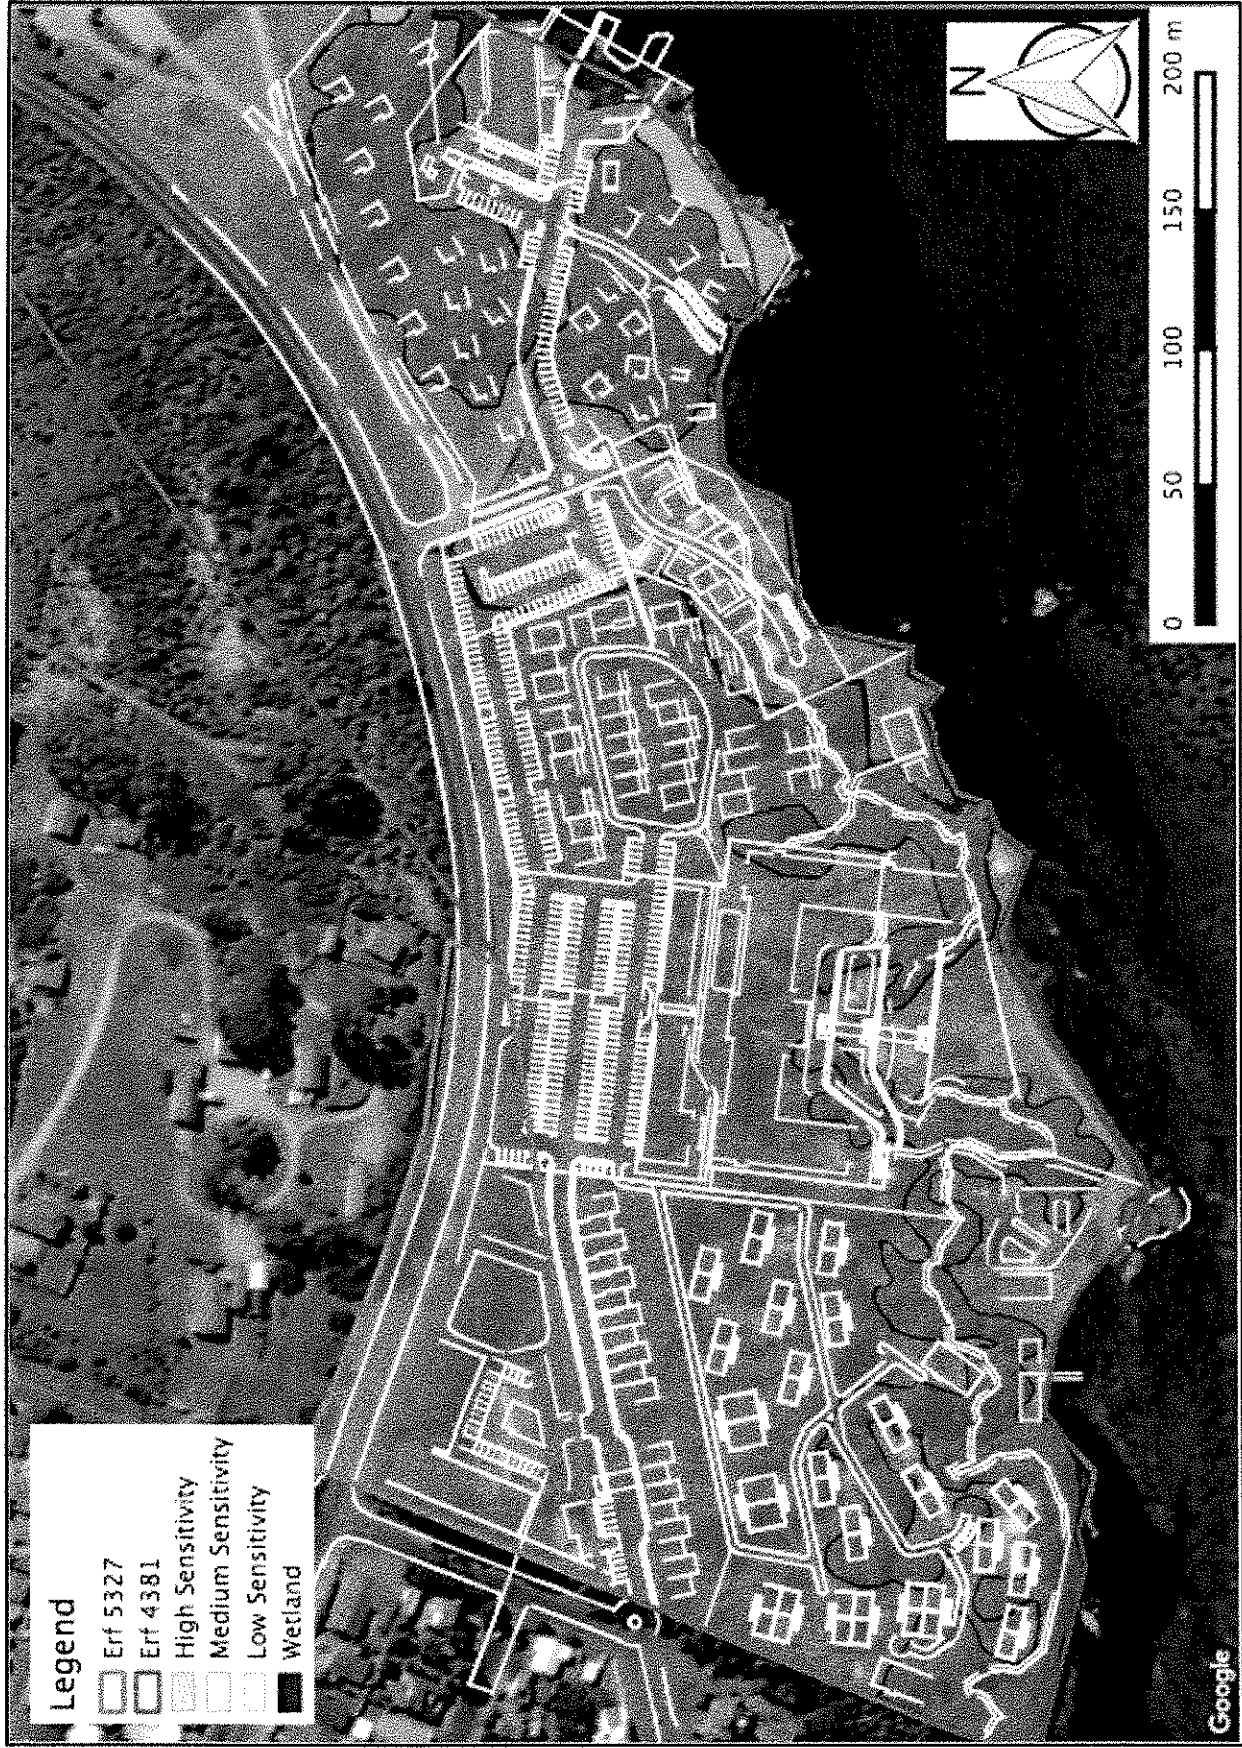 Legend
Erf 5327
Erf 4381
High Sensitivity
Medium Sensitivity
Low Sensitivity
Wetland
N
0 50 100 150 200 m
Google